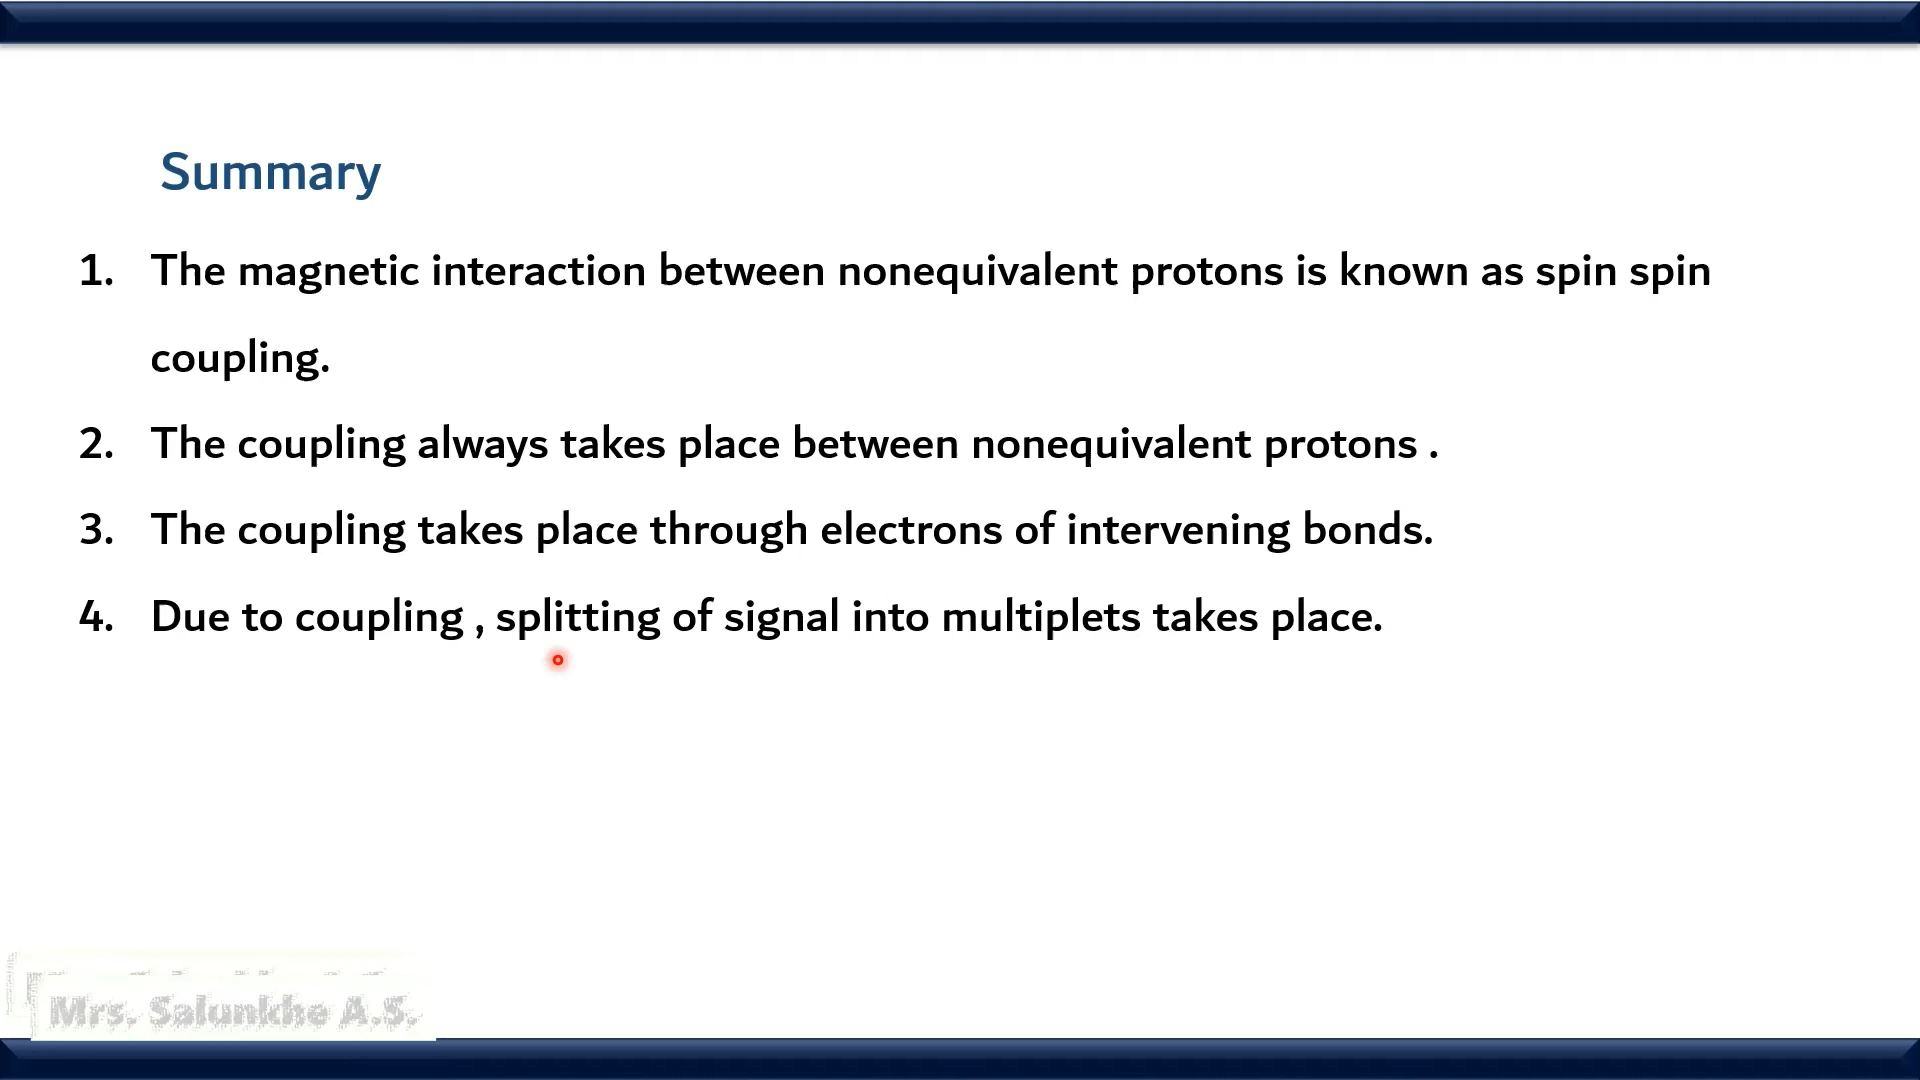 Summary
1. The magnetic interaction between nonequivalent protons is known as spin spin
coupling.
2. The coupling always takes place between nonequivalent protons .
3. The coupling takes place through electrons of intervening bonds.
4. Due to coupling , splitting of signal into multiplets takes place.
Mrs. Salunkhe A.S.